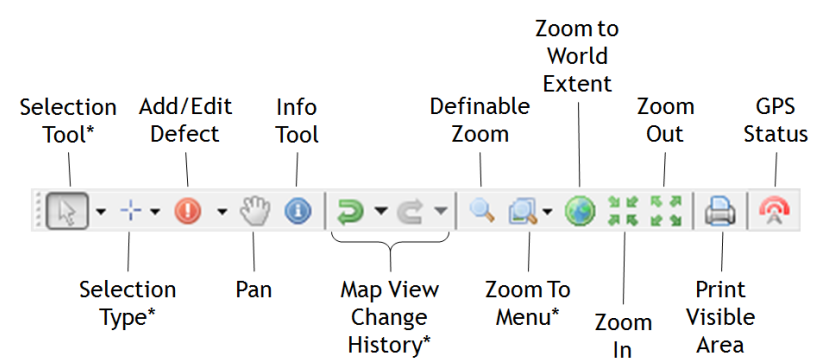 Zoom to
World
Extent
Selection
Tool*
Add/Edit
Defect
Info
Tool
Definable
Zoom
Zoom
Out
GPS
Status
Selection
Type*
Pan
Map View
Change
History*
Zoom To
Menu*
Zoom
In
Print
Visible
Area